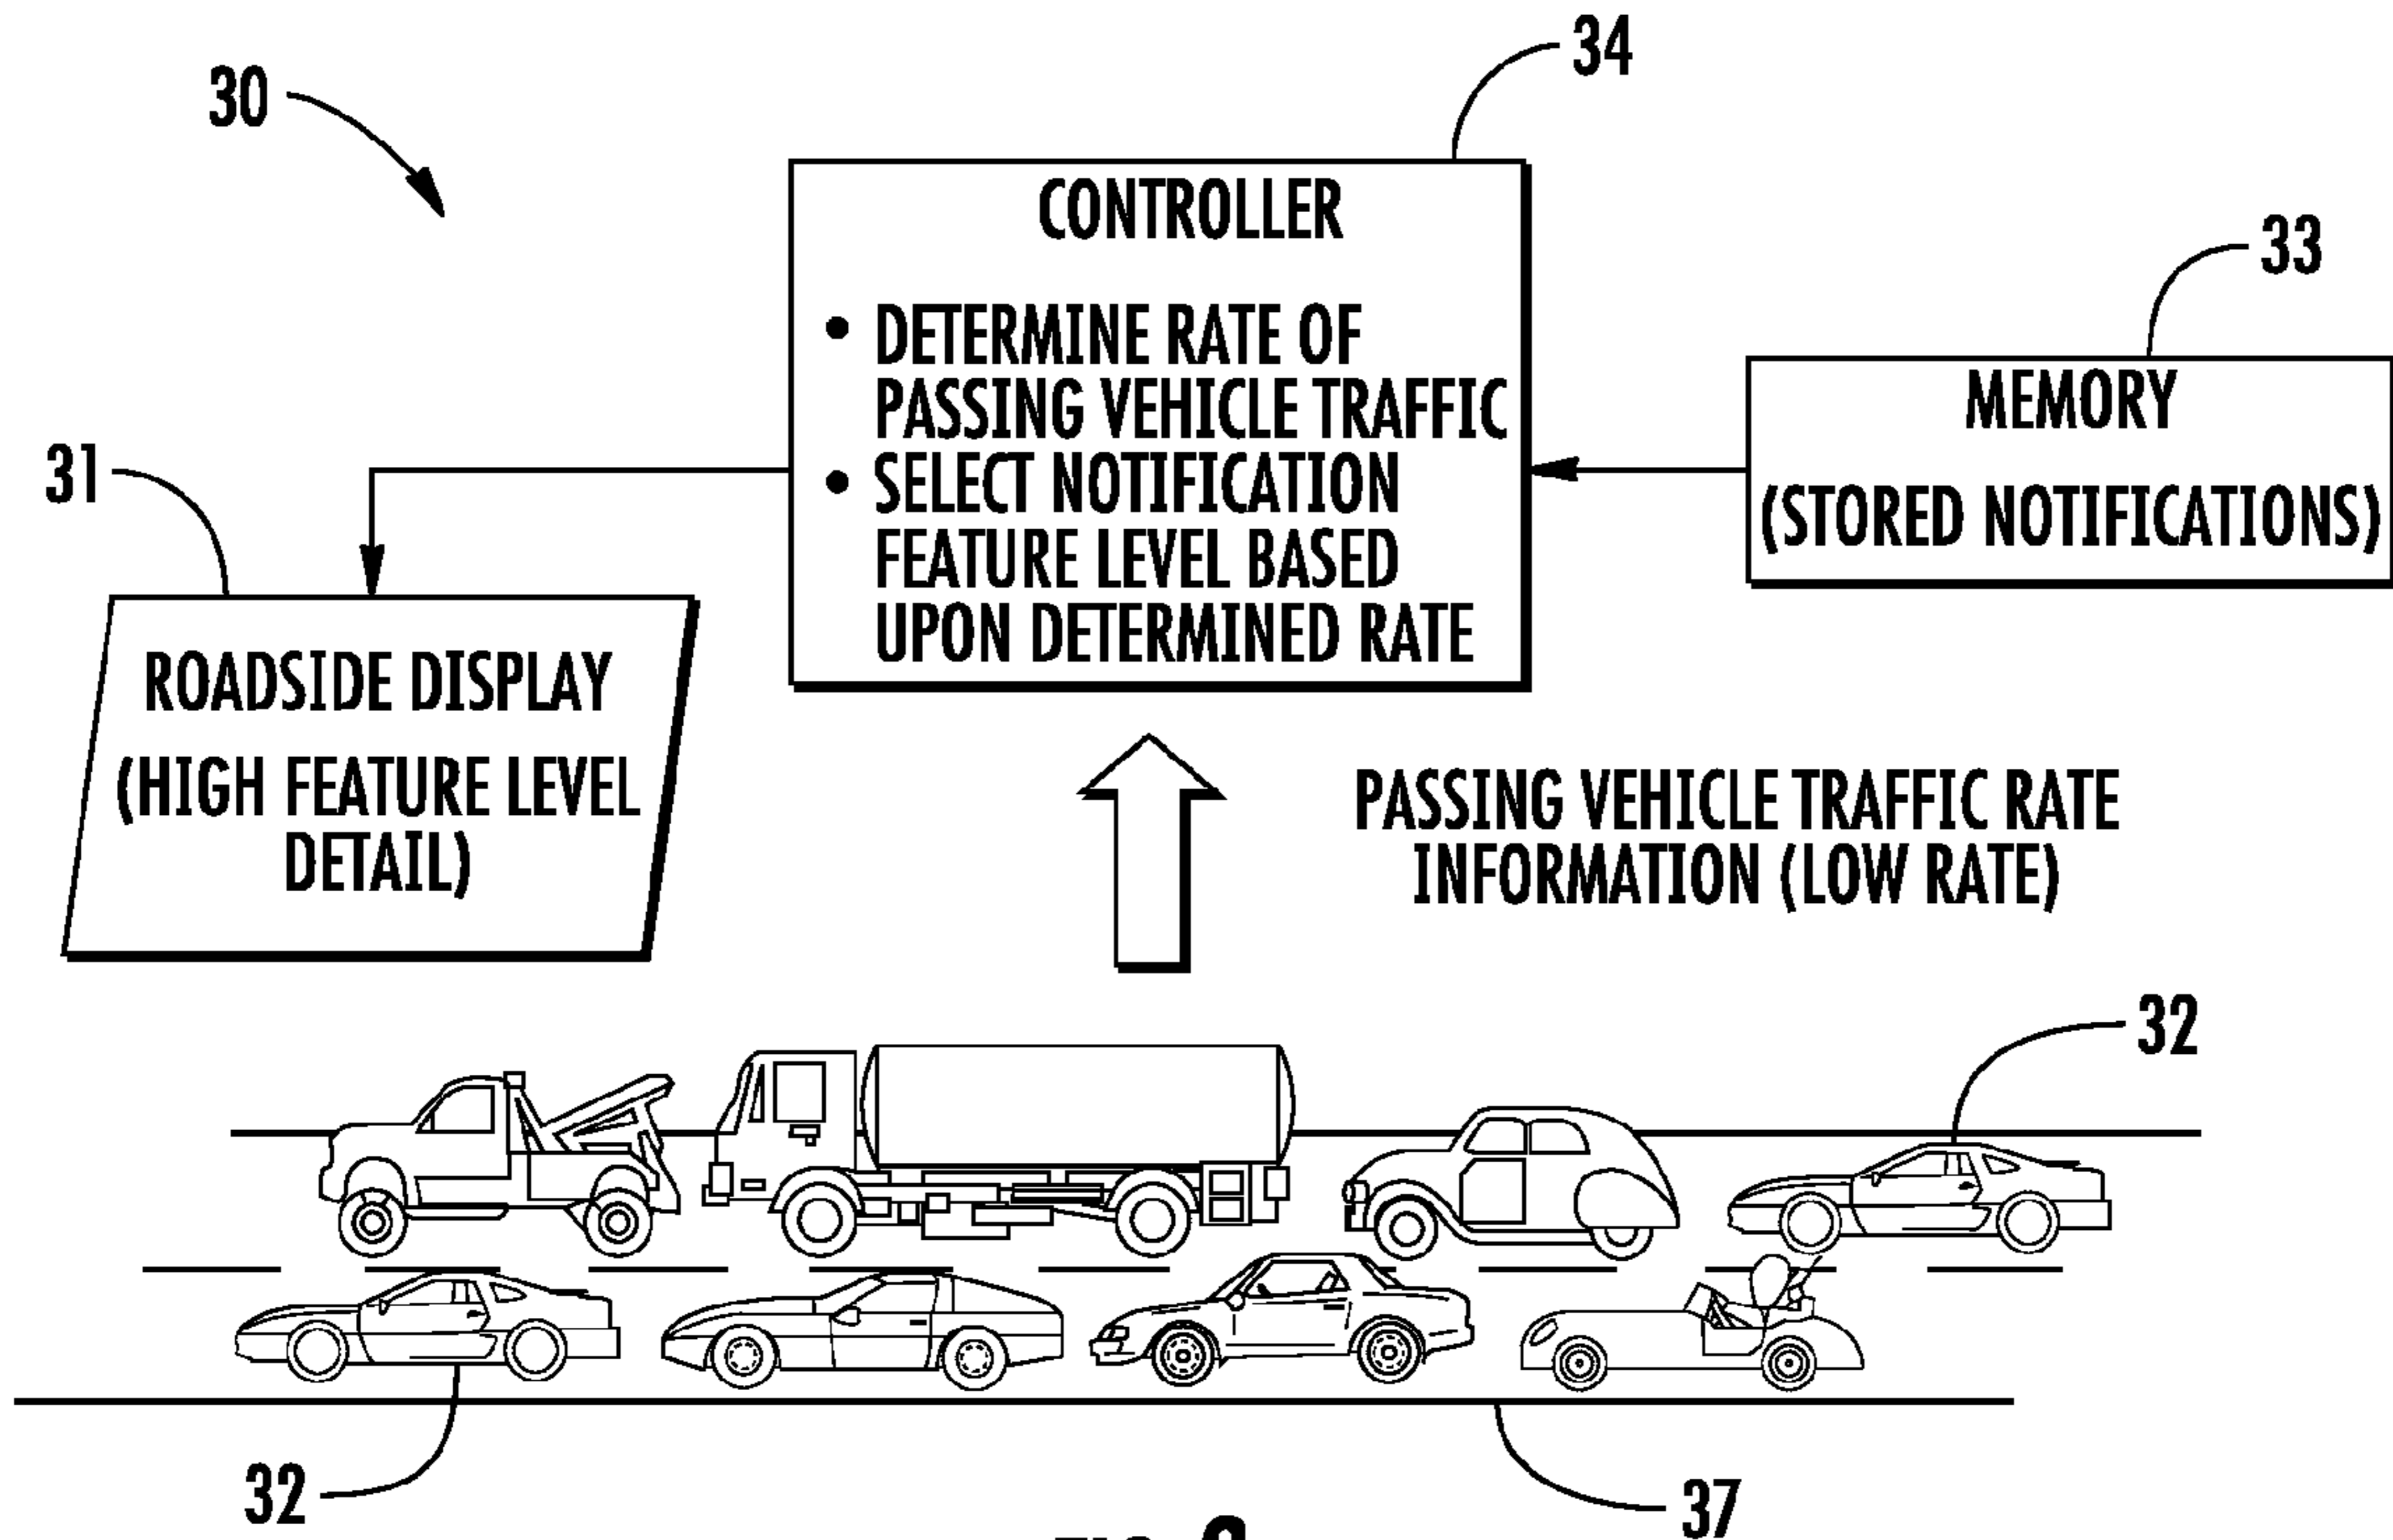 30
34
CONTROLLER
• DETERMINE RATE OF
PASSING VEHICLE TRAFFIC
• SELECT NOTIFICATION
FEATURE LEVEL BASED
UPON DETERMINED RATE
33
MEMORY
(STORED NOTIFICATIONS)
31
ROADSIDE DISPLAY
(HIGH FEATURE LEVEL
DETAIL)
PASSING VEHICLE TRAFFIC RATE
INFORMATION (LOW RATE)
32
32
37